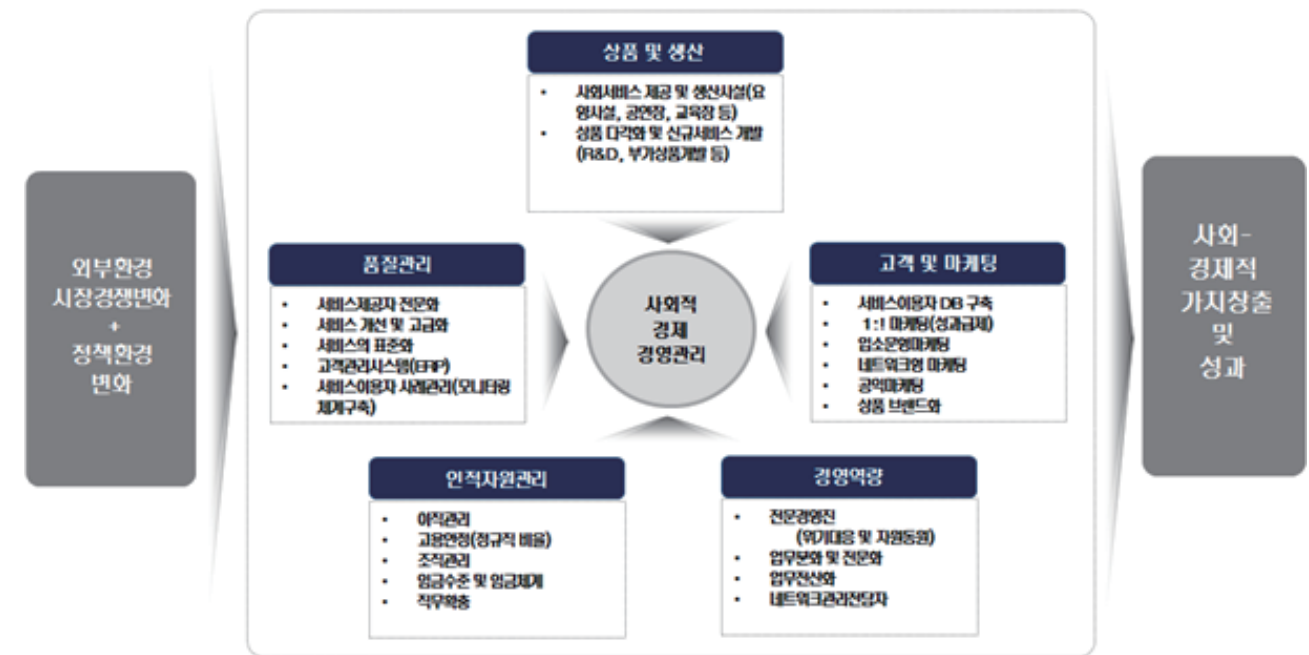 외부환경
시장경쟁변화
+
정책환경
변화
상품 및 생산
• 사회서비스 제공 및 생산시설(요
양시설, 공연장, 교육장 등)
• 상품 다각화 및 신규서비스 개발
(R&D, 부가상품개발 등)
품질관리
• 서비스제공자 전문화
• 서비스 개선 및 고급화
• 서비스의 표준화
• 고객관리시스템(ERP)
• 서비스이용자 사례관리(모니터링
체계구축)
사회적
경제
경영관리
고객 및 마케팅
• 서비스이용자 DB 구축
• 1:1 마케팅(성과급제)
• 입소문형마케팅
• 네트워크형 마케팅
• 공익마케팅
• 상품 브랜드화
인적자원관리
• 이직관리
• 고용안정(정규직 비율)
• 조직관리
• 임금수준 및 임금체계
• 직무확충
경영역량
• 전문경영진
(위기대응 및 자원동원)
• 업무분화 및 전문화
• 업무전산화
• 네트워크관리전담자
사회-
경제적
가치창출
및
성과